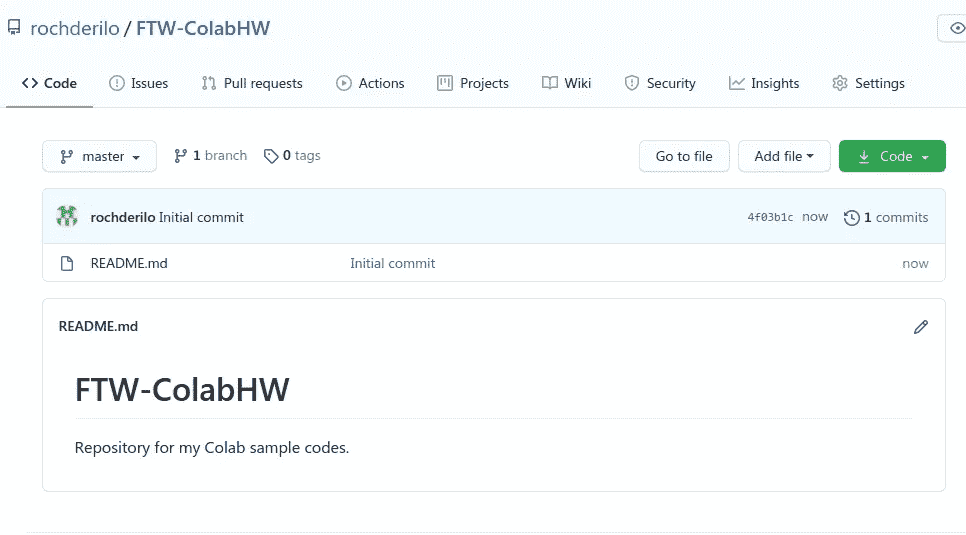 rochderilo / FTW-ColabHW
Code Issues Pull requests Actions Projects Wiki Security Insights Settings
master 1 branch 0 tags Go to file Add file Code
rochderilo Initial commit 4f03b1c now 1 commits
README.md Initial commit now
README.md
FTW-ColabHW
Repository for my Colab sample codes.